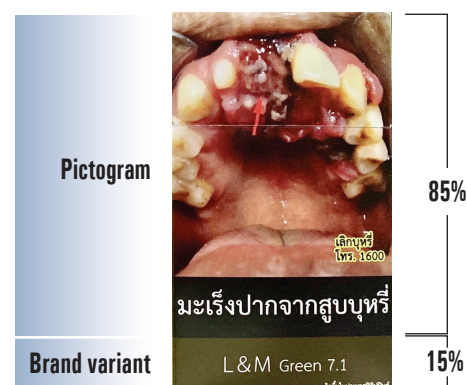 Pictogram
85%
เลิกบุหรี่
โทร. 1600
มะเร็งปากจากสูบบุหรี่
Brand variant
L&M Green 7.1
15%